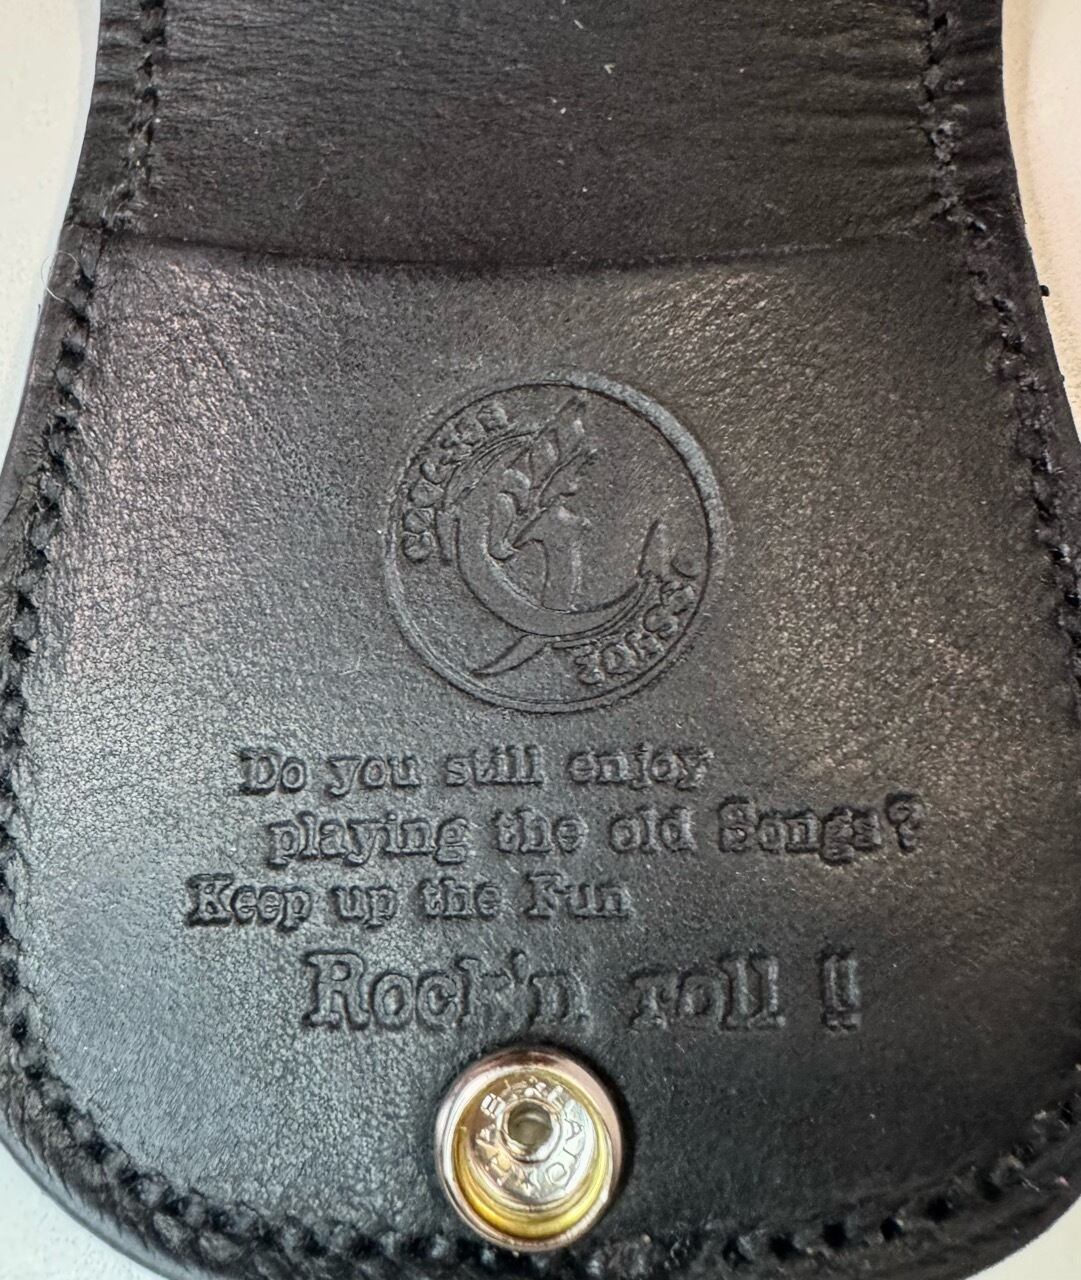 Do you still enjoy
playing the old Songs?
Keep up the Fun
Rock'n roll !!